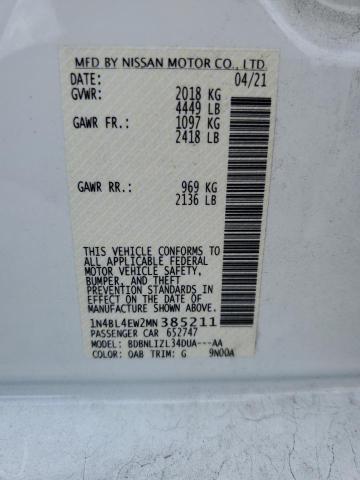 MFD BY NISSAN MOTOR CO., LTD
DATE: 04/21
GVWR: 2018 KG
4449 LB
GAWR FR.: 1097 KG
2418 LB
GAWR RR.: 969 KG
2136 LB
THIS VEHICLE CONFORMS TO
ALL APPLICABLE FEDERAL
MOTOR VEHICLE SAFETY,
BUMPER, AND THEFT
PREVENTION STANDARDS IN
EFFECT ON THE DATE OF
MANUFACTURE SHOWN ABOVE.
1N4BL4EW2MN385211
PASSENGER CAR 652747
MODEL: BDBNLIZL34DUA---AA
COLOR: QAB TRIM: G 9N00A